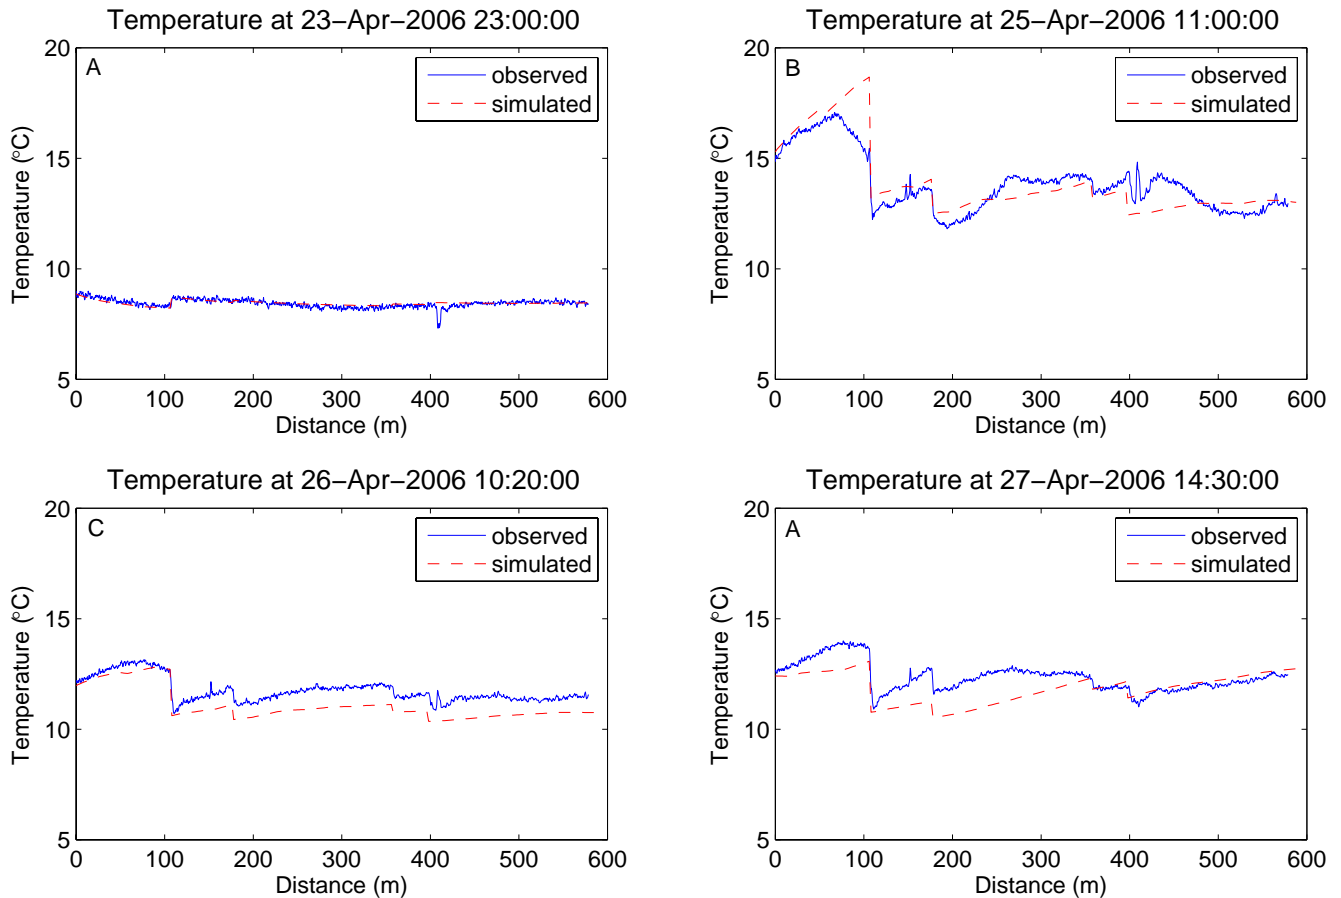 Temperature at 23−Apr−2006 23:00:00
A
observed
simulated
20
15
10
5
Temperature (°C)
0 100 200 300 400 500 600
Distance (m)
Temperature at 25−Apr−2006 11:00:00
B
observed
simulated
20
15
10
5
Temperature (°C)
0 100 200 300 400 500 600
Distance (m)
Temperature at 26−Apr−2006 10:20:00
C
observed
simulated
20
15
10
5
Temperature (°C)
0 100 200 300 400 500 600
Distance (m)
Temperature at 27−Apr−2006 14:30:00
A
observed
simulated
20
15
10
5
Temperature (°C)
0 100 200 300 400 500 600
Distance (m)